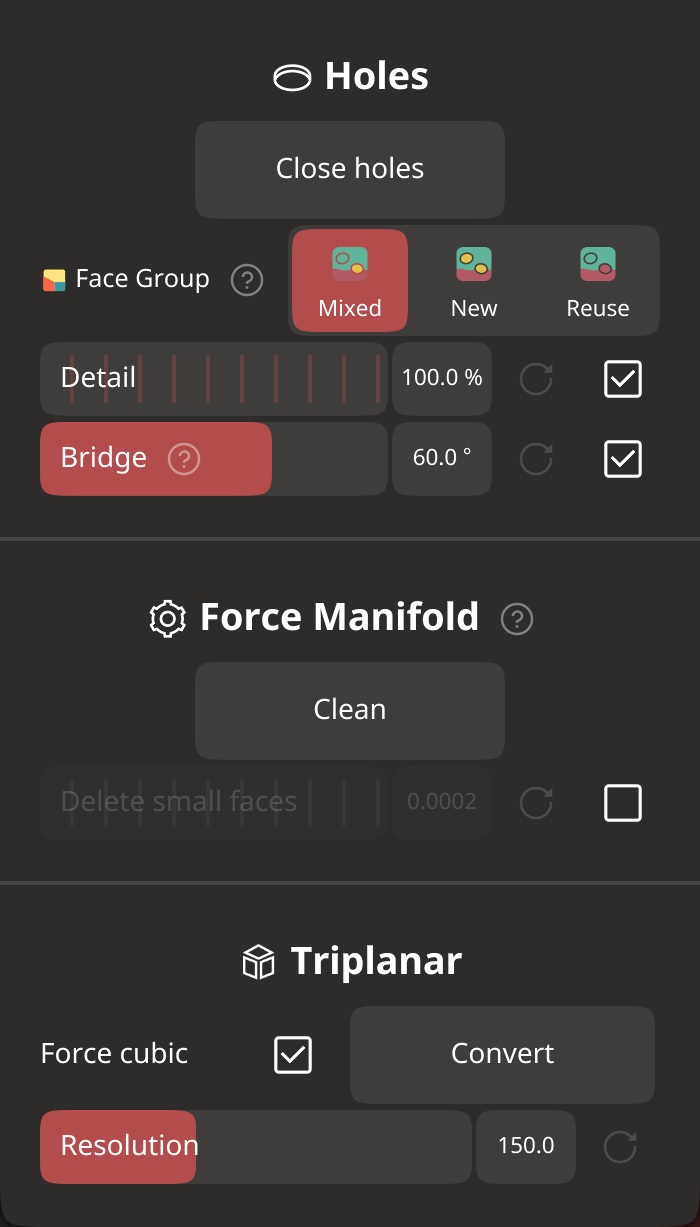 Holes
Close holes
Face Group ?
Mixed New Reuse
Detail 100.0 %
Bridge ? 60.0 °
Force Manifold ?
Clean
Delete small faces 0.0002
Triplanar
Force cubic Convert
Resolution 150.0